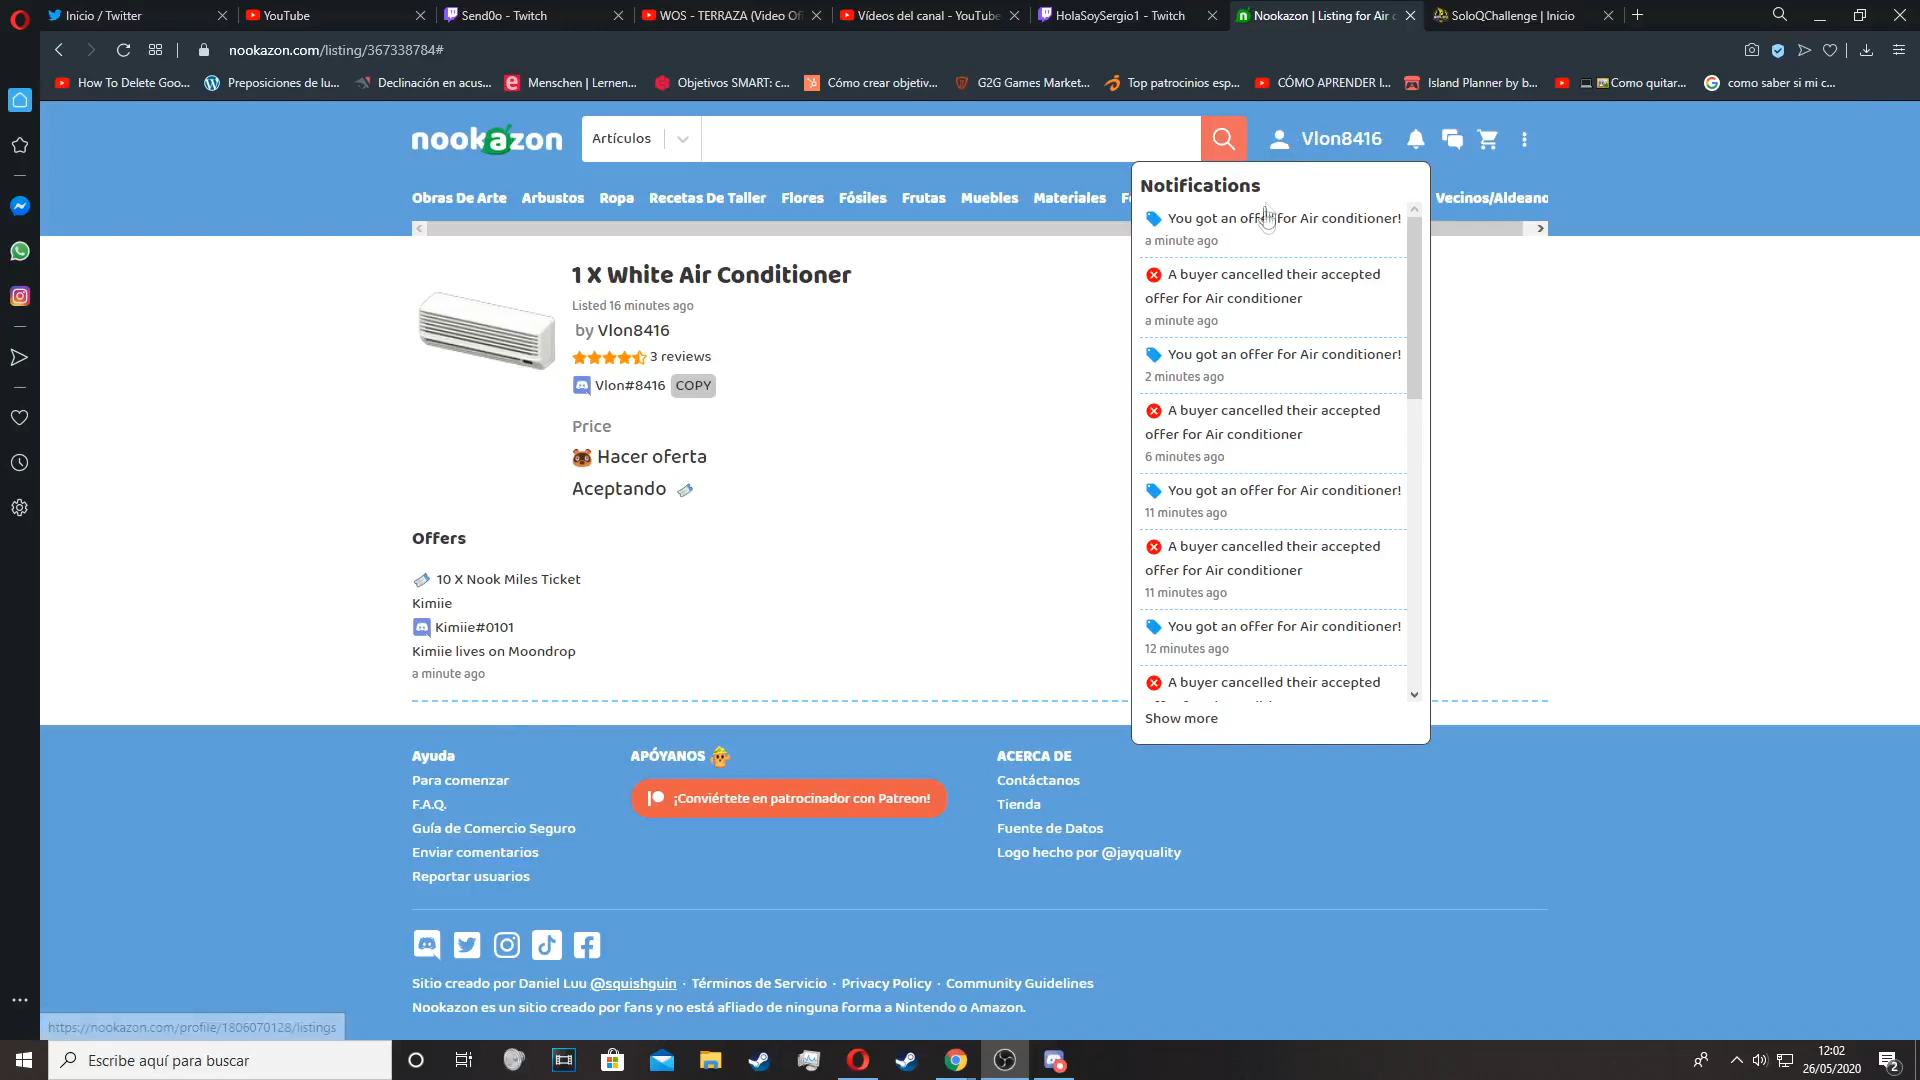 Inicio / Twitter
YouTube
Send0o - Twitch
WOS - TERRAZA (Video Of
Vídeos del canal - YouTube
HolaSoySergio1 - Twitch
Nookazon | Listing for Air c
SoloQChallenge | Inicio
nookazon.com/listing/367338784#
How To Delete Goo...
Preposiciones de lu...
Declinación en acus...
Menschen | Lernen...
Objetivos SMART: c...
Cómo crear objetiv...
G2G Games Market...
Top patrocinios esp...
CÓMO APRENDER I...
Island Planner by b...
Como quitar...
como saber si mi c...
nookazon
Artículos
Vlon8416
Obras De Arte
Arbustos
Ropa
Recetas De Taller
Flores
Fósiles
Frutas
Muebles
Materiales
Vecinos/Aldeano
Notifications
You got an offer for Air conditioner!
a minute ago
A buyer cancelled their accepted
offer for Air conditioner
a minute ago
You got an offer for Air conditioner!
2 minutes ago
A buyer cancelled their accepted
offer for Air conditioner
6 minutes ago
You got an offer for Air conditioner!
11 minutes ago
A buyer cancelled their accepted
offer for Air conditioner
11 minutes ago
You got an offer for Air conditioner!
12 minutes ago
A buyer cancelled their accepted
Show more
1 X White Air Conditioner
Listed 16 minutes ago
by Vlon8416
3 reviews
Vlon#8416 COPY
Price
Hacer oferta
Aceptando
Offers
10 X Nook Miles Ticket
Kimiie
Kimiie#0101
Kimiie lives on Moondrop
a minute ago
Ayuda
Para comenzar
F.A.Q.
Guía de Comercio Seguro
Enviar comentarios
Reportar usuarios
APÓYANOS
¡Conviértete en patrocinador con Patreon!
ACERCA DE
Contáctanos
Tienda
Fuente de Datos
Logo hecho por @jayquality
Sitio creado por Daniel Luu @squishguin · Términos de Servicio · Privacy Policy · Community Guidelines
Nookazon es un sitio creado por fans y no está afliado de ninguna forma a Nintendo o Amazon.
https://nookazon.com/profile/1806070128/listings
Escribe aquí para buscar
12:02
26/05/2020
2